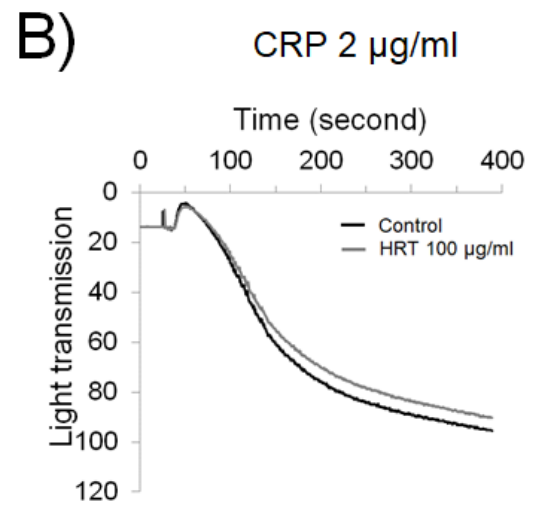 B)
CRP 2 µg/ml
Time (second)
0 100 200 300 400
0
20
40
60
80
100
120
Light transmission
Control
HRT 100 µg/ml